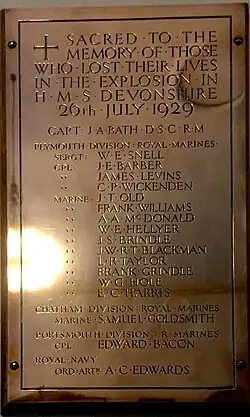 SACRED TO THE
MEMORY OF THOSE
WHO LOST THEIR LIVES
IN THE EXPLOSION IN
H·M·S·DEVONSHIRE
26th JULY 1929
CAPT. J·A·BATH·D·S·C·R·M
PLYMOUTH DIVISION ROYAL MARINES
SERGT. W·E·SNELL
CPL. J·E·BARBER
" JAMES LEVINS
" C·P·WICKENDEN
MARINE J·T·OLD
" FRANK WILLIAMS
" A·A·McDONALD
" W·E·HELLYER
" J·S·BRINDLE
" J·W·R·T·BLACKMAN
" L·R·TAYLOR
" FRANK GRINDLE
" W·G·HOLE
" E·C·HARRIS
CHATHAM DIVISION ROYAL MARINES
MARINE SAMUEL GOLDSMITH
PORTSMOUTH DIVISION R·MARINES
CPL. EDWARD BACON
ROYAL NAVY
ORD: ARTR A·C·EDWARDS